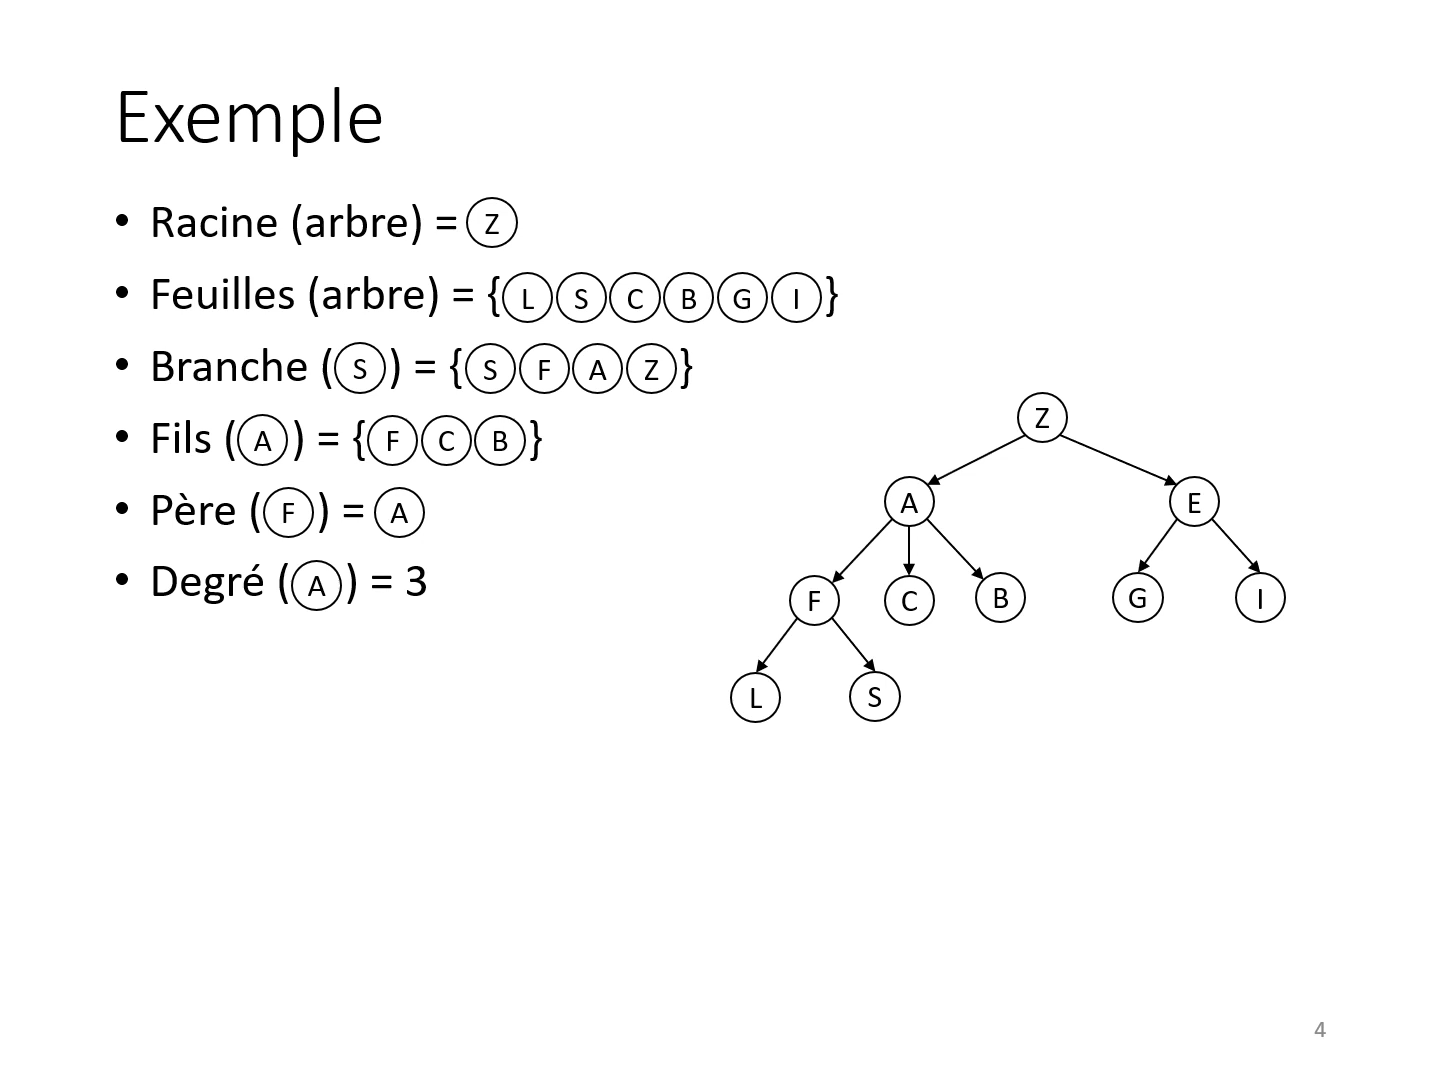 Exemple
• Racine (arbre) = Z
• Feuilles (arbre) = {L S C B G I}
• Branche (S) = {S F A Z}
• Fils (A) = {F C B}
• Père (F) = A
• Degré (A) = 3
Z
A E
F C B G I
L S
4